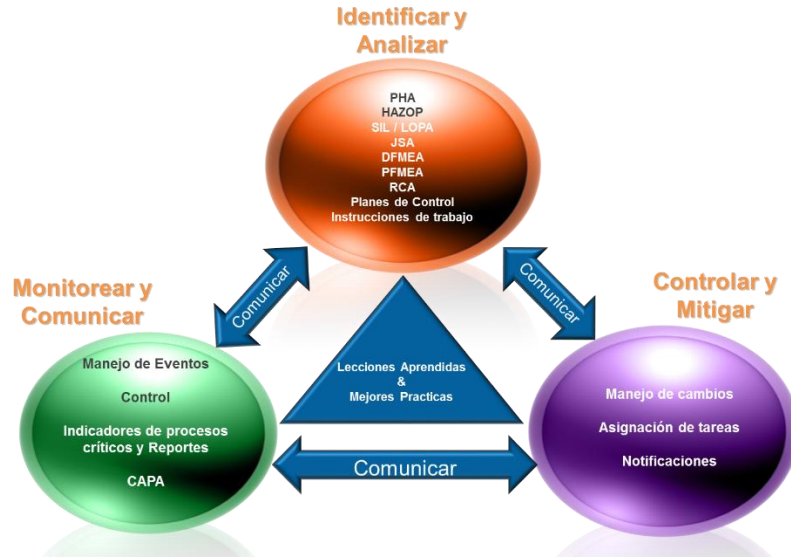 Identificar y
Analizar
PHA
HAZOP
SIL / LOPA
JSA
DFMEA
PFMEA
RCA
Planes de Control
Instrucciones de trabajo
Comunicar
Comunicar
Monitorear y
Comunicar
Controlar y
Mitigar
Manejo de Eventos
Control
Indicadores de procesos
críticos y Reportes
CAPA
Lecciones Aprendidas
&
Mejores Practicas
Manejo de cambios
Asignación de tareas
Notificaciones
Comunicar